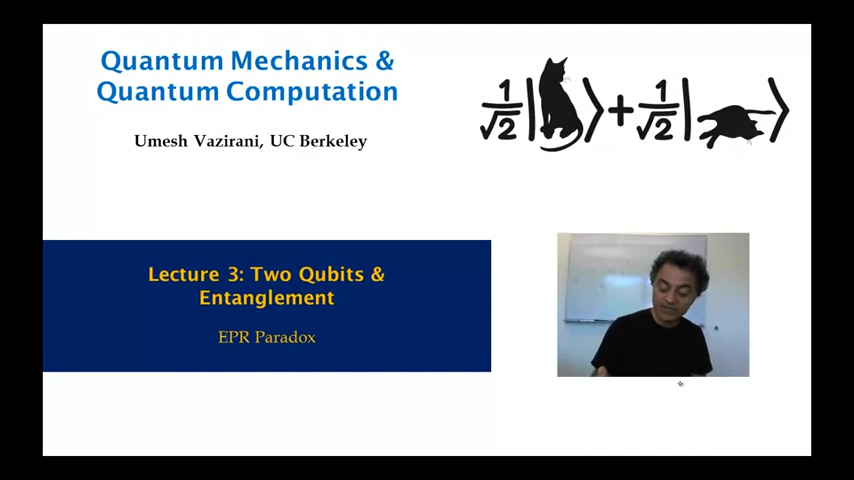 Quantum Mechanics &
Quantum Computation
Umesh Vazirani, UC Berkeley
1/√2 | ⟩ + 1/√2 | ⟩
Lecture 3: Two Qubits &
Entanglement
EPR Paradox